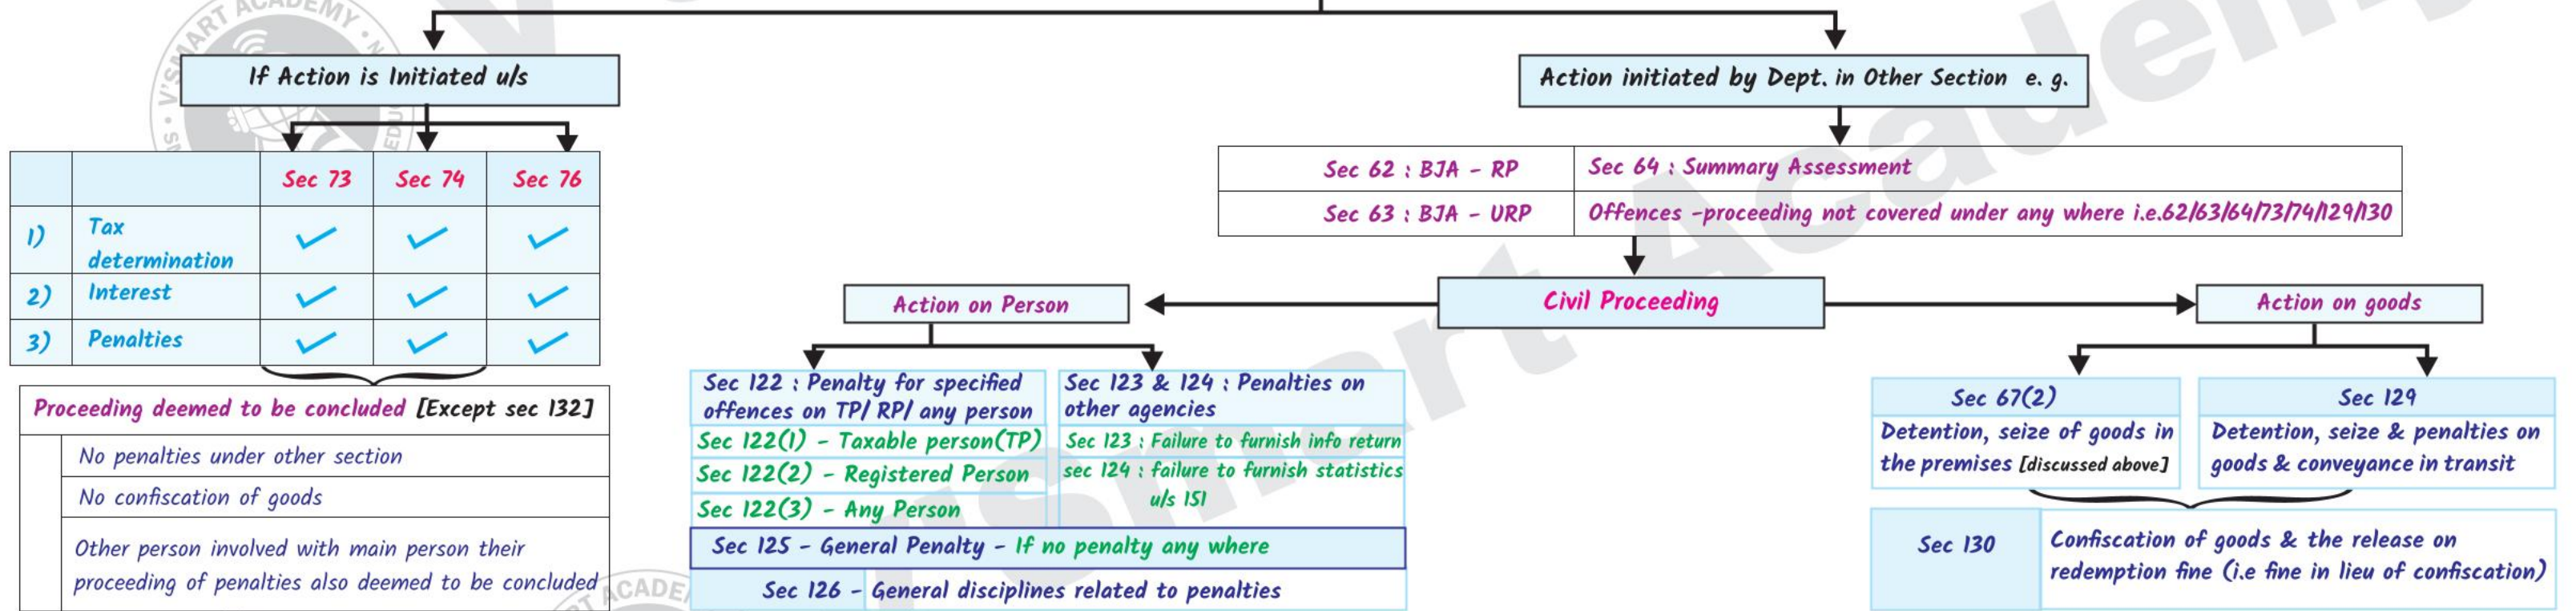 If Action is Initiated u/s
Action initiated by Dept. in Other Section e. g.
Sec 73
Sec 74
Sec 76
1)
Tax
determination
2)
Interest
3)
Penalties
Proceeding deemed to be concluded [Except sec 132]
No penalties under other section
No confiscation of goods
Other person involved with main person their
proceeding of penalties also deemed to be concluded
Sec 62 : BJA - RP
Sec 64 : Summary Assessment
Sec 63 : BJA - URP
Offences -proceeding not covered under any where i.e.62/63/64/73/74/129/130
Civil Proceeding
Action on Person
Action on goods
Sec 122 : Penalty for specified
offences on TP/ RP/ any person
Sec 122(1) - Taxable person(TP)
Sec 122(2) - Registered Person
Sec 122(3) - Any Person
Sec 123 & 124 : Penalties on
other agencies
Sec 123 : Failure to furnish info return
sec 124 : failure to furnish statistics
u/s 151
Sec 125 - General Penalty - If no penalty any where
Sec 126 - General disciplines related to penalties
Sec 67(2)
Detention, seize of goods in
the premises [discussed above]
Sec 129
Detention, seize & penalties on
goods & conveyance in transit
Sec 130
Confiscation of goods & the release on
redemption fine (i.e fine in lieu of confiscation)
V'SMART ACADEMY
Smart Academy